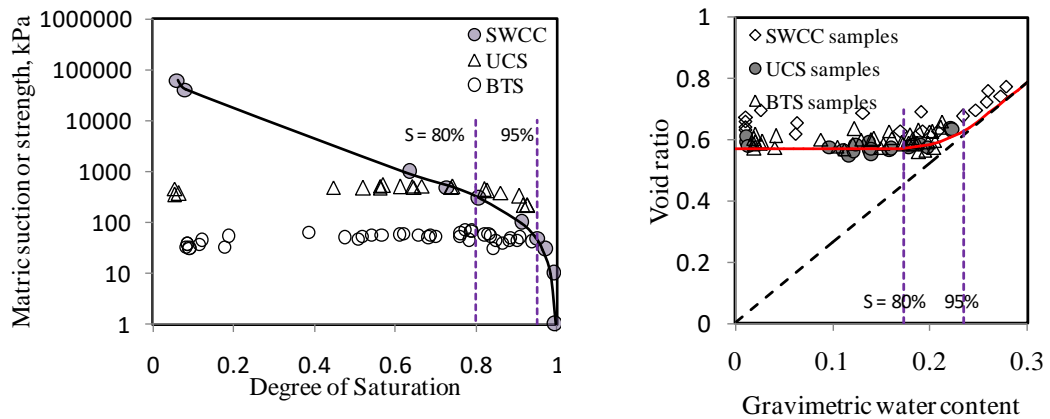 Matric suction or strength, kPa
1000000
100000
10000
1000
100
10
1
SWCC
UCS
BTS
S = 80%
95%
0
0.2
0.4
0.6
0.8
1
Degree of Saturation
Void ratio
1
0.8
0.6
0.4
0.2
0
SWCC samples
UCS samples
BTS samples
S = 80%
95%
0
0.1
0.2
0.3
Gravimetric water content